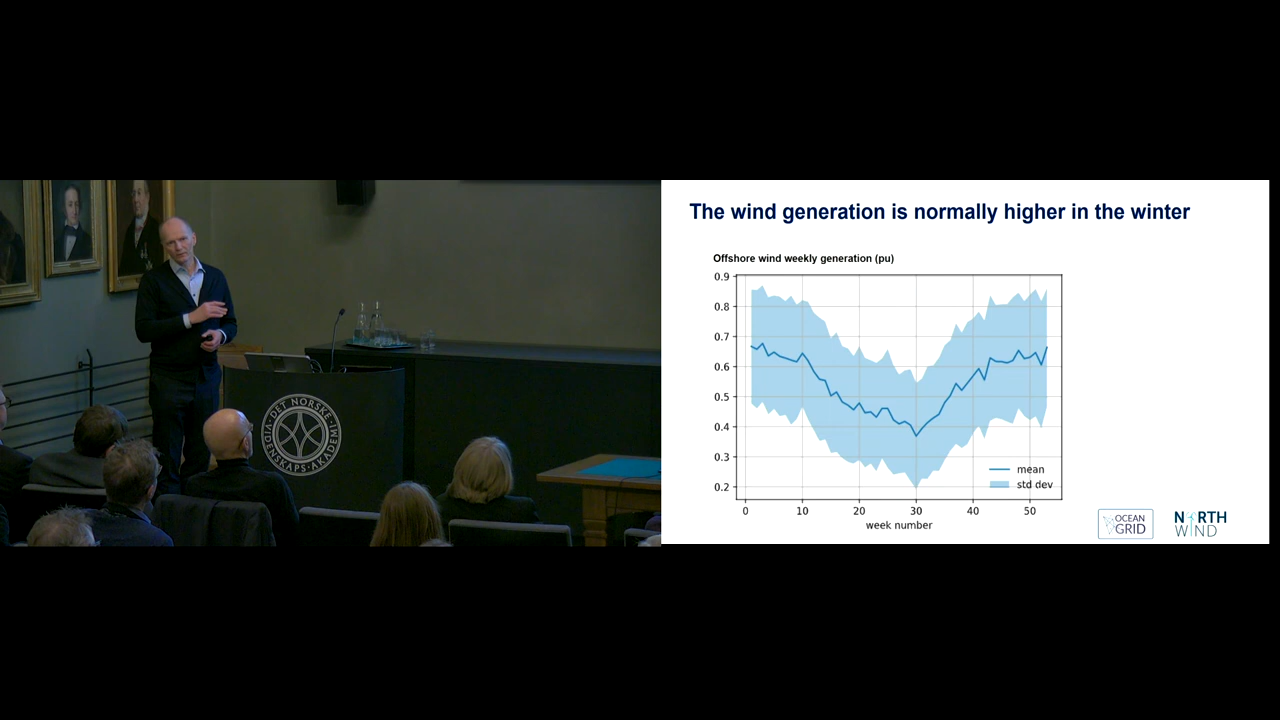 The wind generation is normally higher in the winter
Offshore wind weekly generation (pu)
0.9
0.8
0.7
0.6
0.5
0.4
0.3
0.2
mean
std dev
0 10 20 30 40 50
week number
OCEAN
GRID
NORTH
WIND
DET NORSKE
VIDENSKAPS-AKADEMI